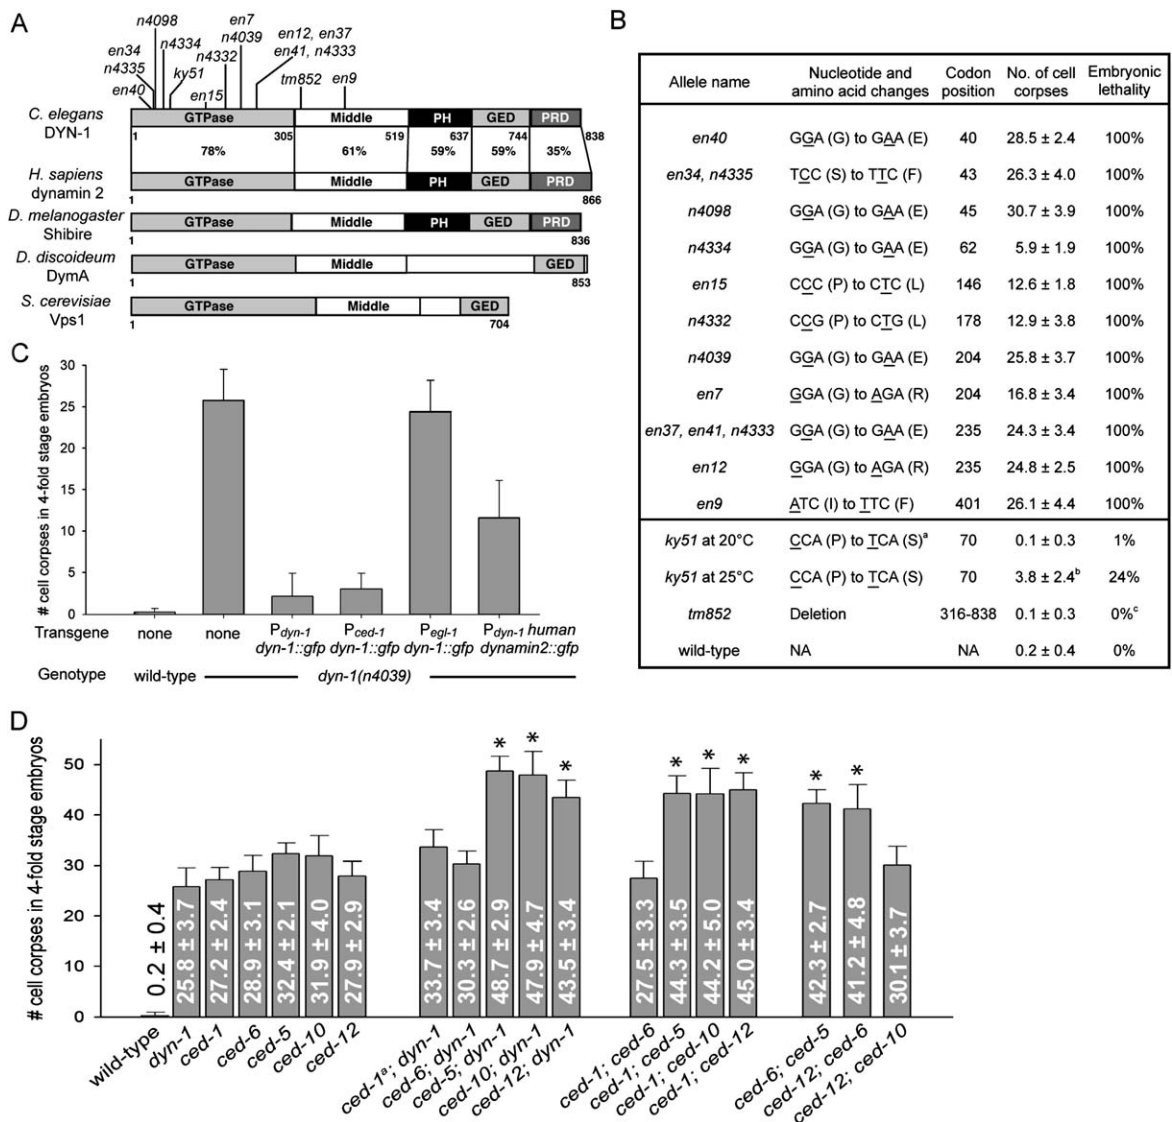 A
n4098
en7
n4334
n4039
en12, en37
en34
n4332
en41, n4333
n4335
ky51
tm852
en40
en15
en9
C. elegans
DYN-1
GTPase Middle PH GED PRD
1 305 519 637 744 838
78% 61% 59% 59% 35%
H. sapiens
dynamin 2
GTPase Middle PH GED PRD
1 866
D. melanogaster
Shibire
GTPase Middle PH GED PRD
1 836
D. discoideum
DymA
GTPase Middle GED
1 853
S. cerevisiae
Vps1
GTPase Middle GED
1 704
B
Allele name Nucleotide and amino acid changes Codon position No. of cell corpses Embryonic lethality
en40 GGA (G) to GAA (E) 40 28.5 ± 2.4 100%
en34, n4335 TCC (S) to TTC (F) 43 26.3 ± 4.0 100%
n4098 GGA (G) to GAA (E) 45 30.7 ± 3.9 100%
n4334 GGA (G) to GAA (E) 62 5.9 ± 1.9 100%
en15 CCC (P) to CTC (L) 146 12.6 ± 1.8 100%
n4332 CCG (P) to CTG (L) 178 12.9 ± 3.8 100%
n4039 GGA (G) to GAA (E) 204 25.8 ± 3.7 100%
en7 GGA (G) to AGA (R) 204 16.8 ± 3.4 100%
en37, en41, n4333 GGA (G) to GAA (E) 235 24.3 ± 3.4 100%
en12 GGA (G) to AGA (R) 235 24.8 ± 2.5 100%
en9 ATC (I) to TTC (F) 401 26.1 ± 4.4 100%
ky51 at 20°C CCA (P) to TCA (S)a 70 0.1 ± 0.3 1%
ky51 at 25°C CCA (P) to TCA (S) 70 3.8 ± 2.4b 24%
tm852 Deletion 316-838 0.1 ± 0.3 0%c
wild-type NA NA 0.2 ± 0.4 0%
C
# cell corpses in 4-fold stage embryos
30
25
20
15
10
5
0
Transgene none none Pdyn-1 dyn-1::gfp Pced-1 dyn-1::gfp Pegl-1 dyn-1::gfp Pdyn-1 human dynamin2::gfp
Genotype wild-type dyn-1(n4039)
D
# cell corpses in 4-fold stage embryos
50
40
30
20
10
0
* * * * * * * *
0.2 ± 0.4
25.8 ± 3.7
27.2 ± 2.4
28.9 ± 3.1
32.4 ± 2.1
31.9 ± 4.0
27.9 ± 2.9
33.7 ± 3.4
30.3 ± 2.6
48.7 ± 2.9
47.9 ± 4.7
43.5 ± 3.4
27.5 ± 3.3
44.3 ± 3.5
44.2 ± 5.0
45.0 ± 3.4
42.3 ± 2.7
41.2 ± 4.8
30.1 ± 3.7
wild-type
dyn-1
ced-1
ced-6
ced-5
ced-10
ced-12
ced-1a; dyn-1
ced-6; dyn-1
ced-5; dyn-1
ced-10; dyn-1
ced-12; dyn-1
ced-1; ced-6
ced-1; ced-5
ced-1; ced-10
ced-1; ced-12
ced-6; ced-5
ced-12; ced-6
ced-12; ced-10